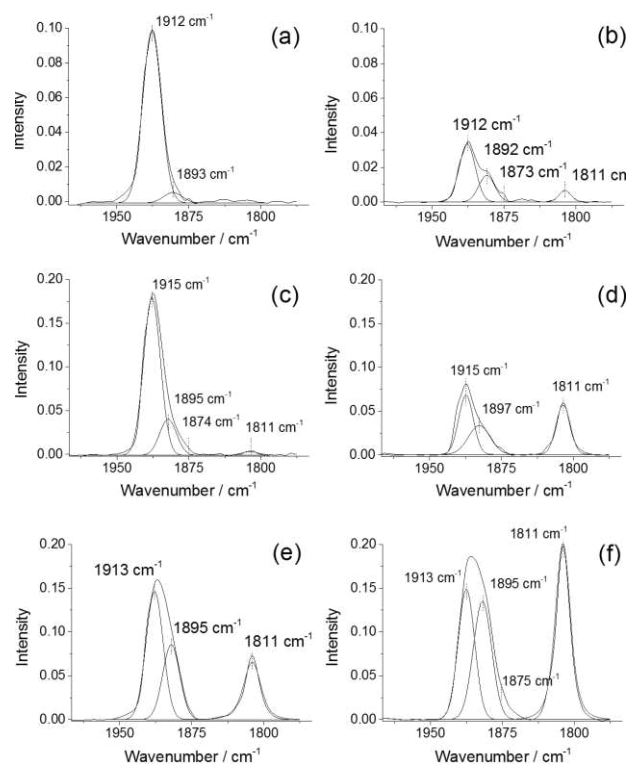 0.10
0.08
0.06
0.04
0.02
0.00
Intensity
1912 cm-1
1893 cm-1
(a)
1950 1875 1800
Wavenumber / cm-1
0.10
0.08
0.06
0.04
0.02
0.00
Intensity
(b)
1912 cm-1
1892 cm-1
1873 cm-1
1811 cm
1950 1875 1800
Wavenumber / cm-1
0.20
0.15
0.10
0.05
0.00
Intensity
1915 cm-1
(c)
1895 cm-1
1874 cm-1
1811 cm-1
1950 1875 1800
Wavenumber / cm-1
0.20
0.15
0.10
0.05
0.00
Intensity
(d)
1915 cm-1
1811 cm-1
1897 cm-1
1950 1875 1800
Wavenumber / cm-1
0.20
0.15
0.10
0.05
0.00
Intensity
(e)
1913 cm-1
1895 cm-1
1811 cm-1
1950 1875 1800
Wavenumber / cm-1
0.20
0.15
0.10
0.05
0.00
Intensity
1811 cm-1
(f)
1913 cm-1
1895 cm-1
1875 cm-1
1950 1875 1800
Wavenumber / cm-1